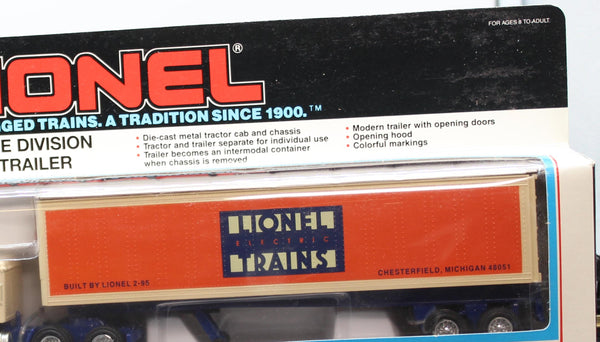 FOR AGES 8 TO ADULT
IONEL®
GGED TRAINS. A TRADITION SINCE 1900.™
E DIVISION
TRAILER
• Die-cast metal tractor cab and chassis
• Tractor and trailer separate for individual use
• Trailer becomes an intermodal container
when chassis is removed
• Modern trailer with opening doors
• Opening hood
• Colorful markings
LIONEL
ELECTRIC
TRAINS
BUILT BY LIONEL 2-95
CHESTERFIELD, MICHIGAN 48051